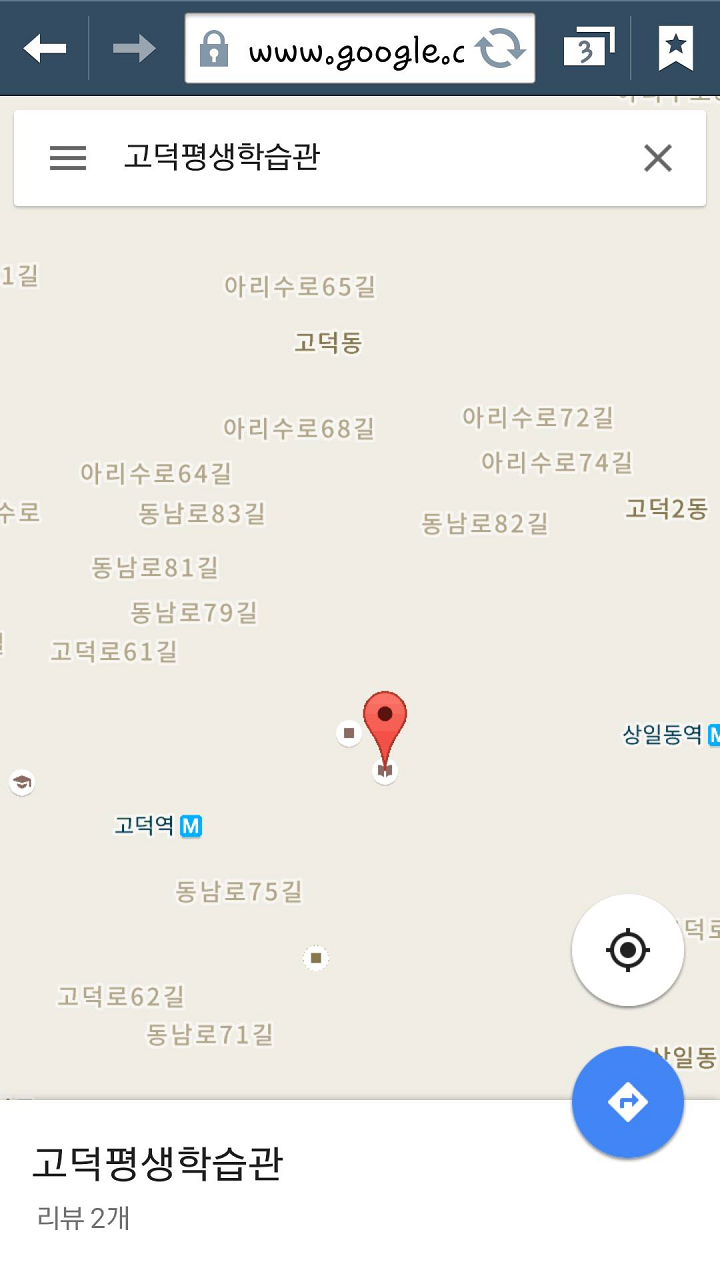 www.google.c
3
고덕평생학습관
1길
아리수로65길
고덕동
아리수로68길
아리수로72길
아리수로74길
아리수로64길
수로
동남로83길
동남로82길
고덕2동
동남로81길
동남로79길
고덕로61길
상일동역 M
고덕역 M
동남로75길
덕로
고덕로62길
동남로71길
상일동
고덕평생학습관
리뷰 2개